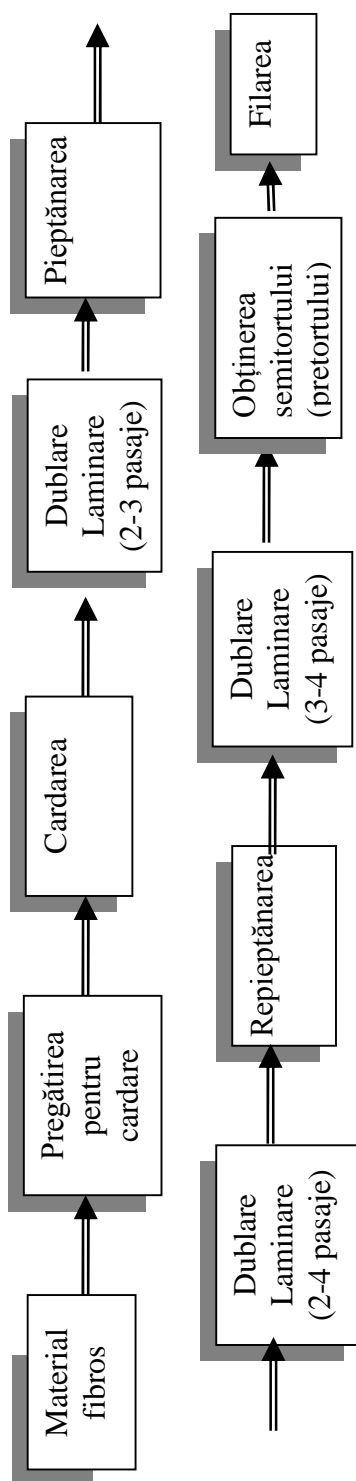 Material
fibros
Pregătirea
pentru
cardare
Cardarea
Dublare
Laminare
(2-3 pasaje)
Pieptănarea
Dublare
Laminare
(2-4 pasaje)
Repieptănarea
Dublare
Laminare
(3-4 pasaje)
Obținerea
semitortului
(pretortului)
Filarea